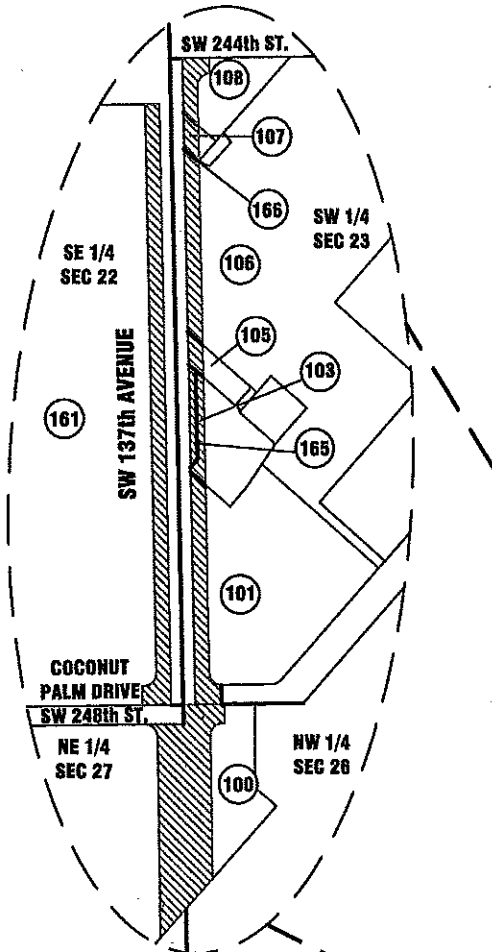 SW 244th ST.
108
107
166
SW 1/4
SEC 23
SE 1/4
SEC 22
106
105
103
SW 137th AVENUE
161
165
101
COCONUT
PALM DRIVE
SW 248th ST.
NE 1/4
SEC 27
NW 1/4
SEC 26
100